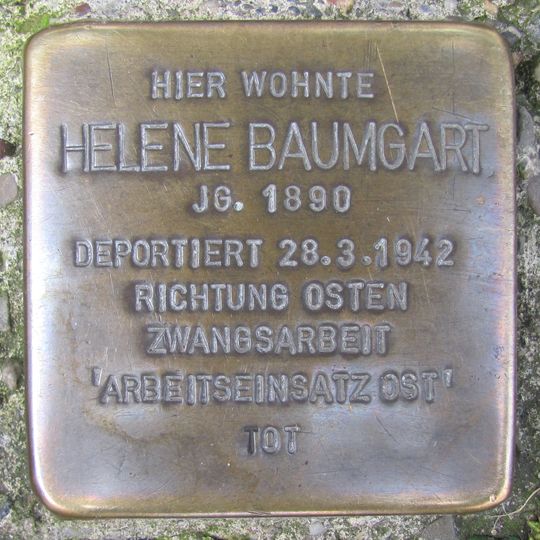 HIER WOHNTE
HELENE BAUMGART
JG. 1890
DEPORTIERT 28.3.1942
RICHTUNG OSTEN
ZWANGSARBEIT
'ARBEITSEINSATZ OST'
TOT